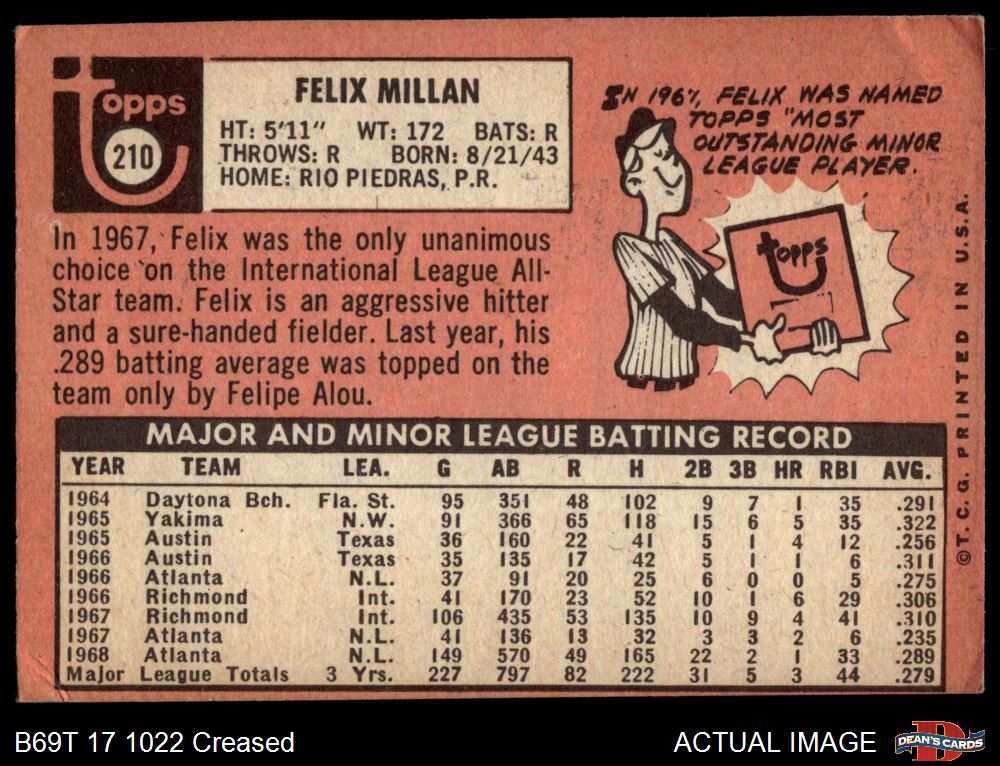 Topps
210
FELIX MILLAN
HT: 5'11" WT: 172 BATS: R
THROWS: R BORN: 8/21/43
HOME: RIO PIEDRAS, P.R.
IN 1967, FELIX WAS NAMED
TOPPS "MOST
OUTSTANDING MINOR
LEAGUE PLAYER.
topps
In 1967, Felix was the only unanimous
choice on the International League All-
Star team. Felix is an aggressive hitter
and a sure-handed fielder. Last year, his
.289 batting average was topped on the
team only by Felipe Alou.
MAJOR AND MINOR LEAGUE BATTING RECORD
YEAR TEAM LEA. G AB R H 2B 3B HR RBI AVG.
1964 Daytona Bch. Fla. St. 95 351 48 102 9 7 1 35 .291
1965 Yakima N.W. 91 366 65 118 15 6 5 35 .322
1965 Austin Texas 36 160 22 41 5 1 4 12 .256
1966 Austin Texas 35 135 17 42 5 1 1 6 .311
1966 Atlanta N.L. 37 91 20 25 6 0 0 5 .275
1966 Richmond Int. 41 170 23 52 10 1 6 29 .306
1967 Richmond Int. 106 435 53 135 10 9 4 41 .310
1967 Atlanta N.L. 41 136 13 32 3 3 2 6 .235
1968 Atlanta N.L. 149 570 49 165 22 2 1 33 .289
Major League Totals 3 Yrs. 227 797 82 222 31 5 3 44 .279
©T.C.G. PRINTED IN U.S.A.
B69T 17 1022 Creased
ACTUAL IMAGE
DEAN'S CARDS